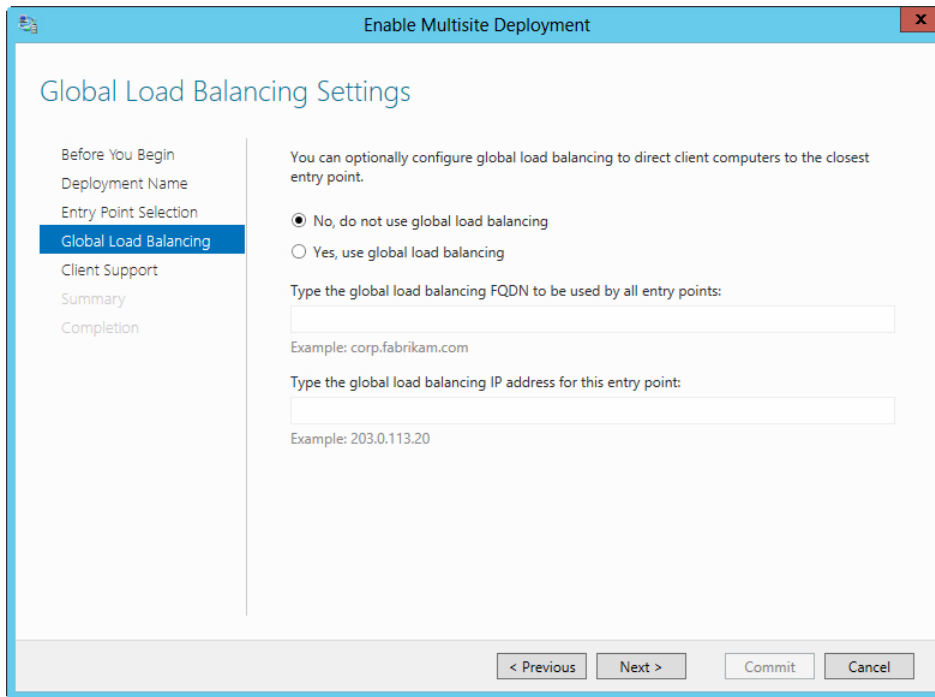 Enable Multisite Deployment
x
Global Load Balancing Settings
Before You Begin
Deployment Name
Entry Point Selection
Global Load Balancing
Client Support
Summary
Completion
You can optionally configure global load balancing to direct client computers to the closest
entry point.
No, do not use global load balancing
Yes, use global load balancing
Type the global load balancing FQDN to be used by all entry points:
Example: corp.fabrikam.com
Type the global load balancing IP address for this entry point:
Example: 203.0.113.20
< Previous
Next >
Commit
Cancel